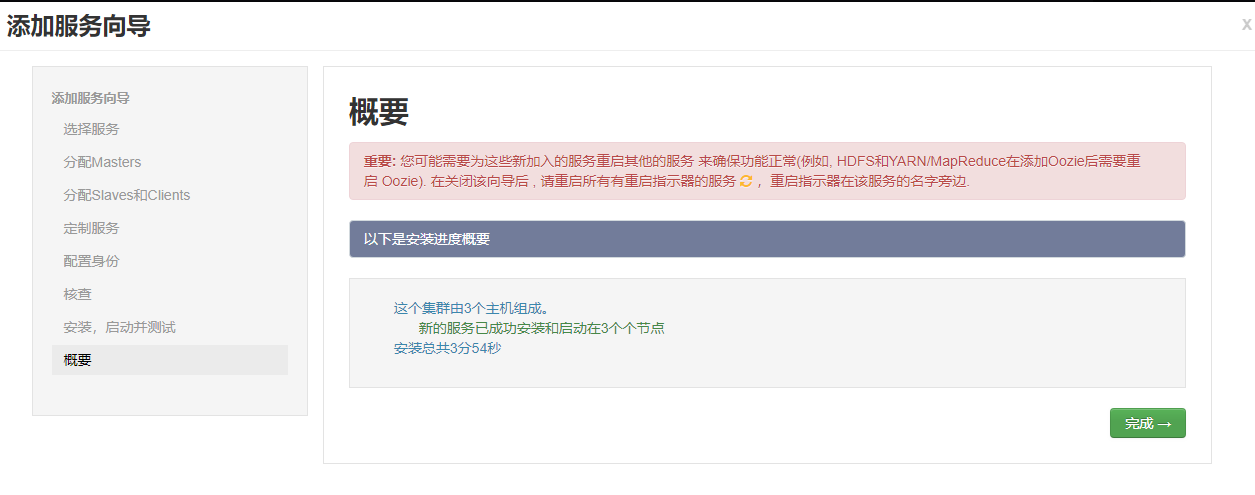 添加服务向导
x
添加服务向导
选择服务
分配Masters
分配Slaves和Clients
定制服务
配置身份
核查
安装，启动并测试
概要
概要
重要: 您可能需要为这些新加入的服务重启其他的服务 来确保功能正常(例如, HDFS和YARN/MapReduce在添加Oozie后需要重
启 Oozie). 在关闭该向导后 , 请重启所有有重启指示器的服务 ，重启指示器在该服务的名字旁边.
以下是安装进度概要
这个集群由3个主机组成。
新的服务已成功安装和启动在3个个节点
安装总共3分54秒
完成 →